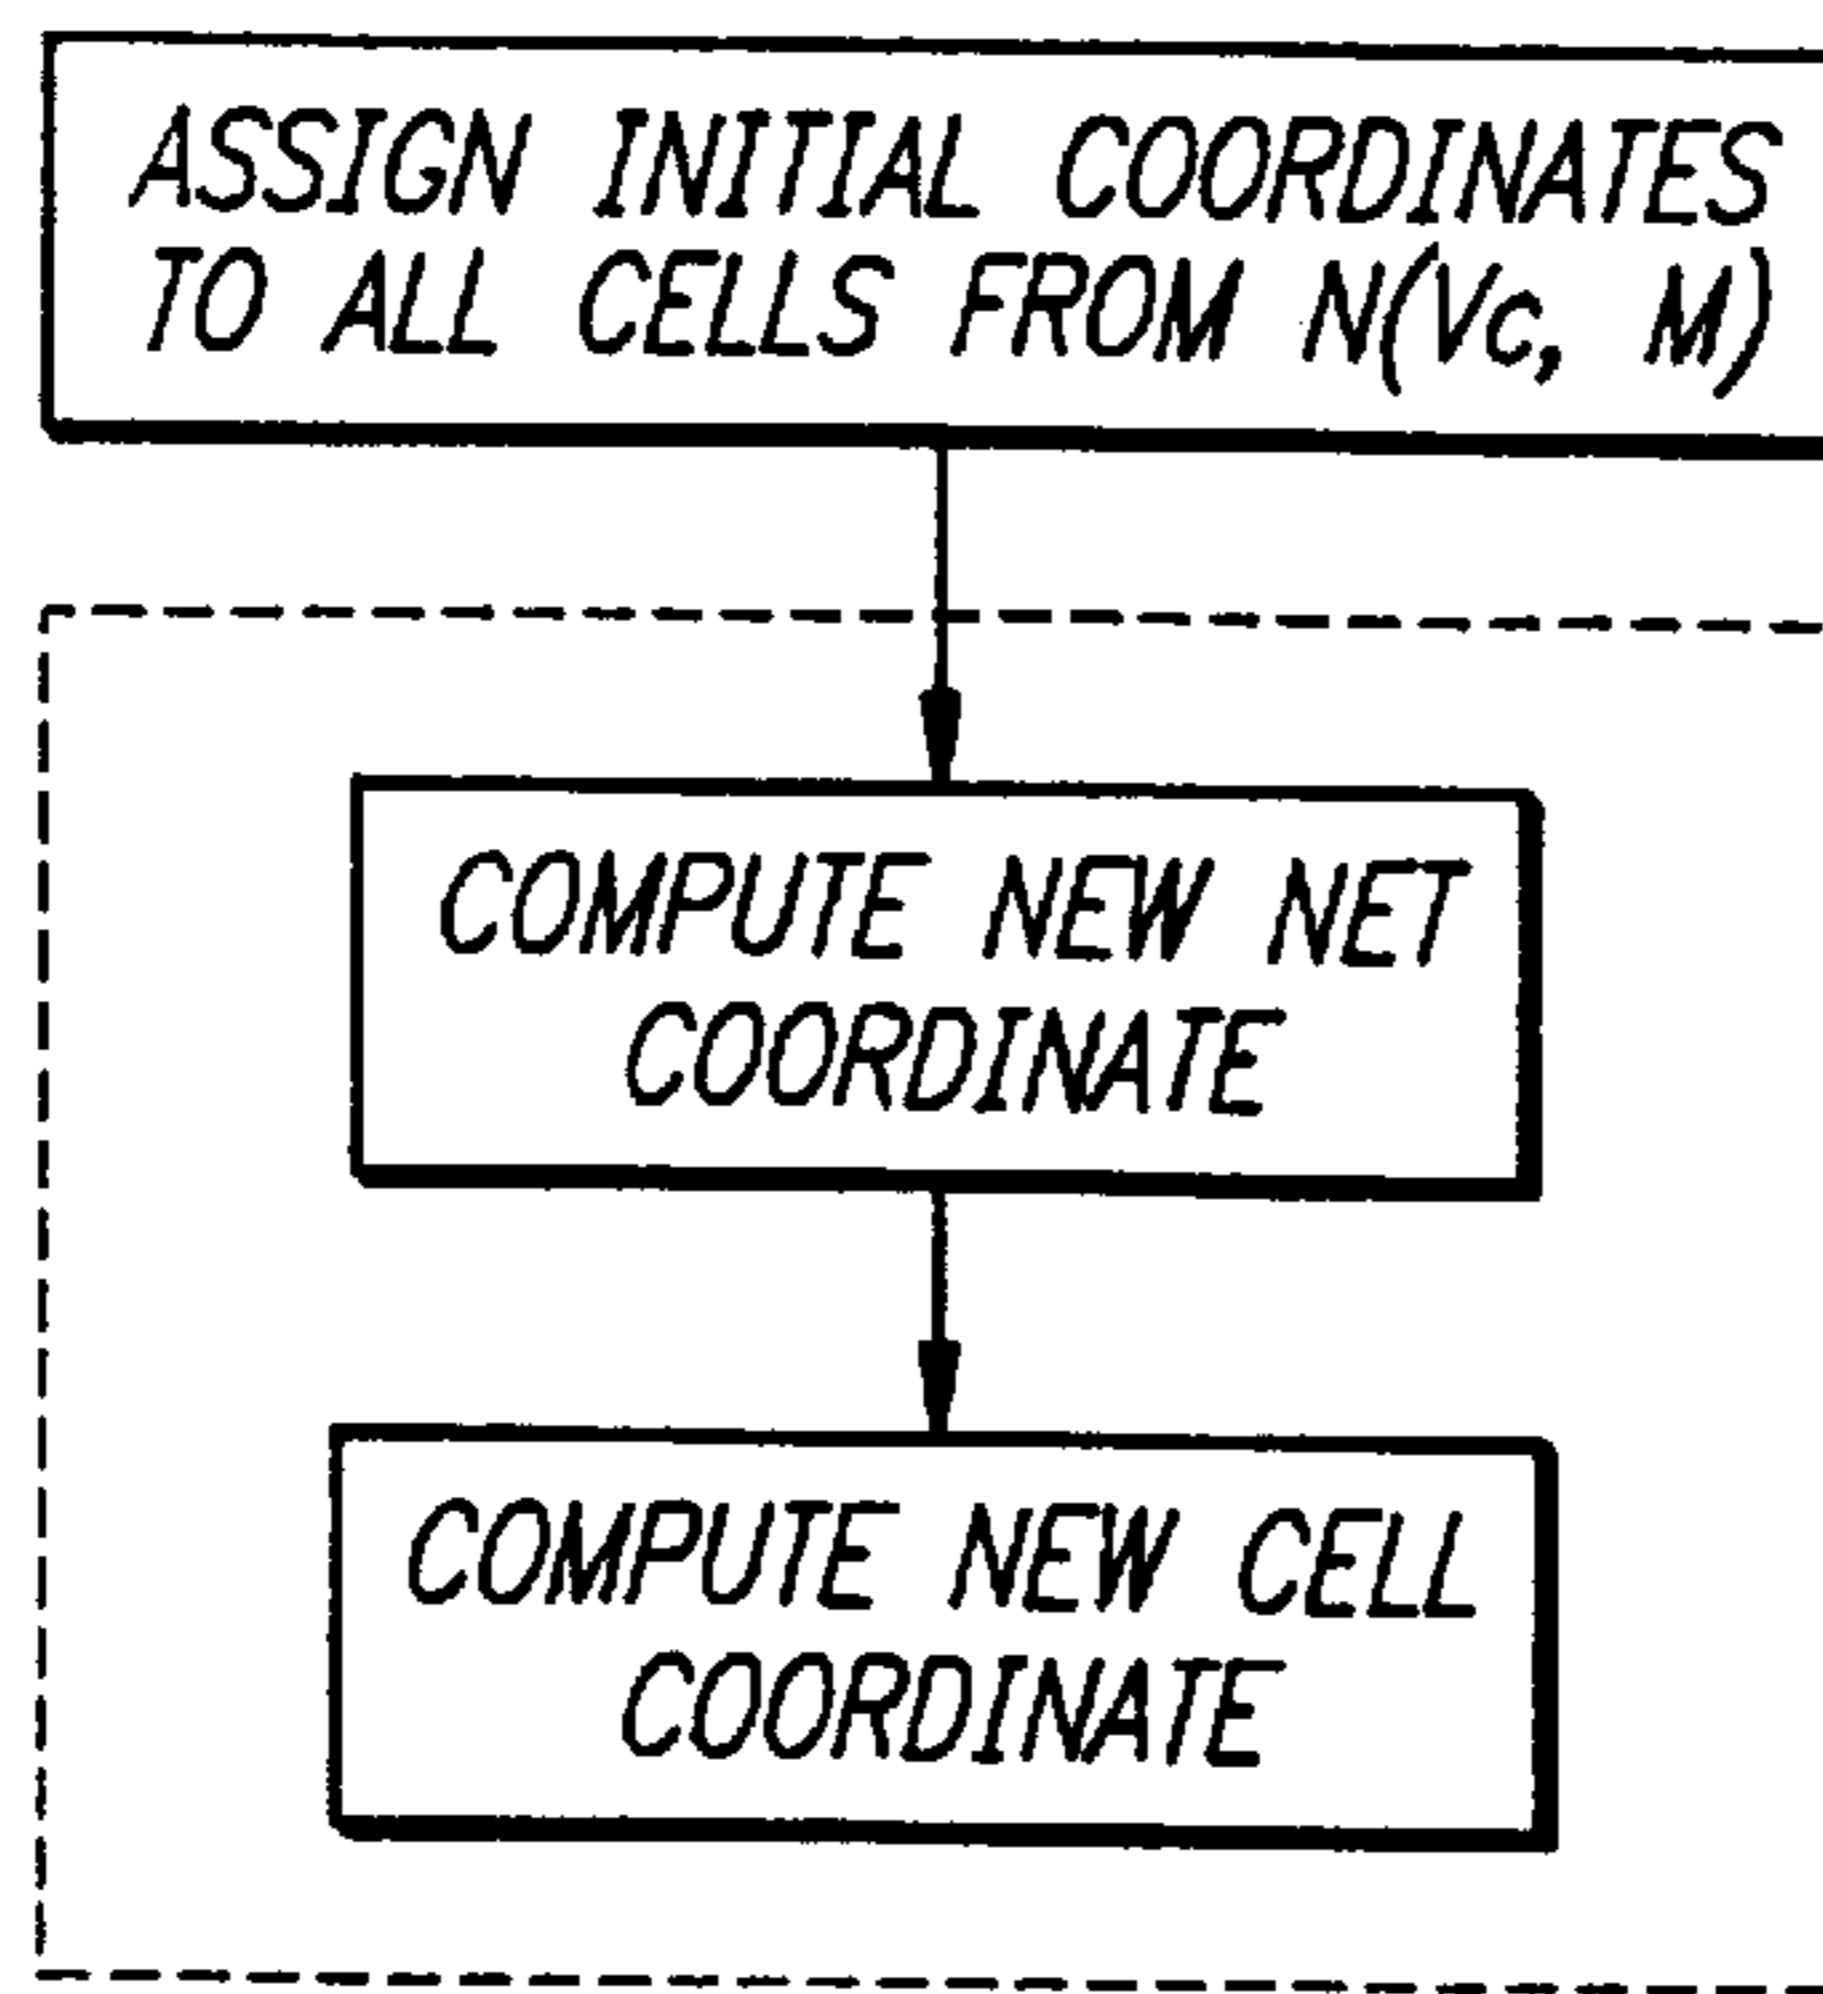 ASSIGN INITIAL COORDINATES
TO ALL CELLS FROM N(Vc, M)
COMPUTE NEW NET
COORDINATE
COMPUTE NEW CELL
COORDINATE